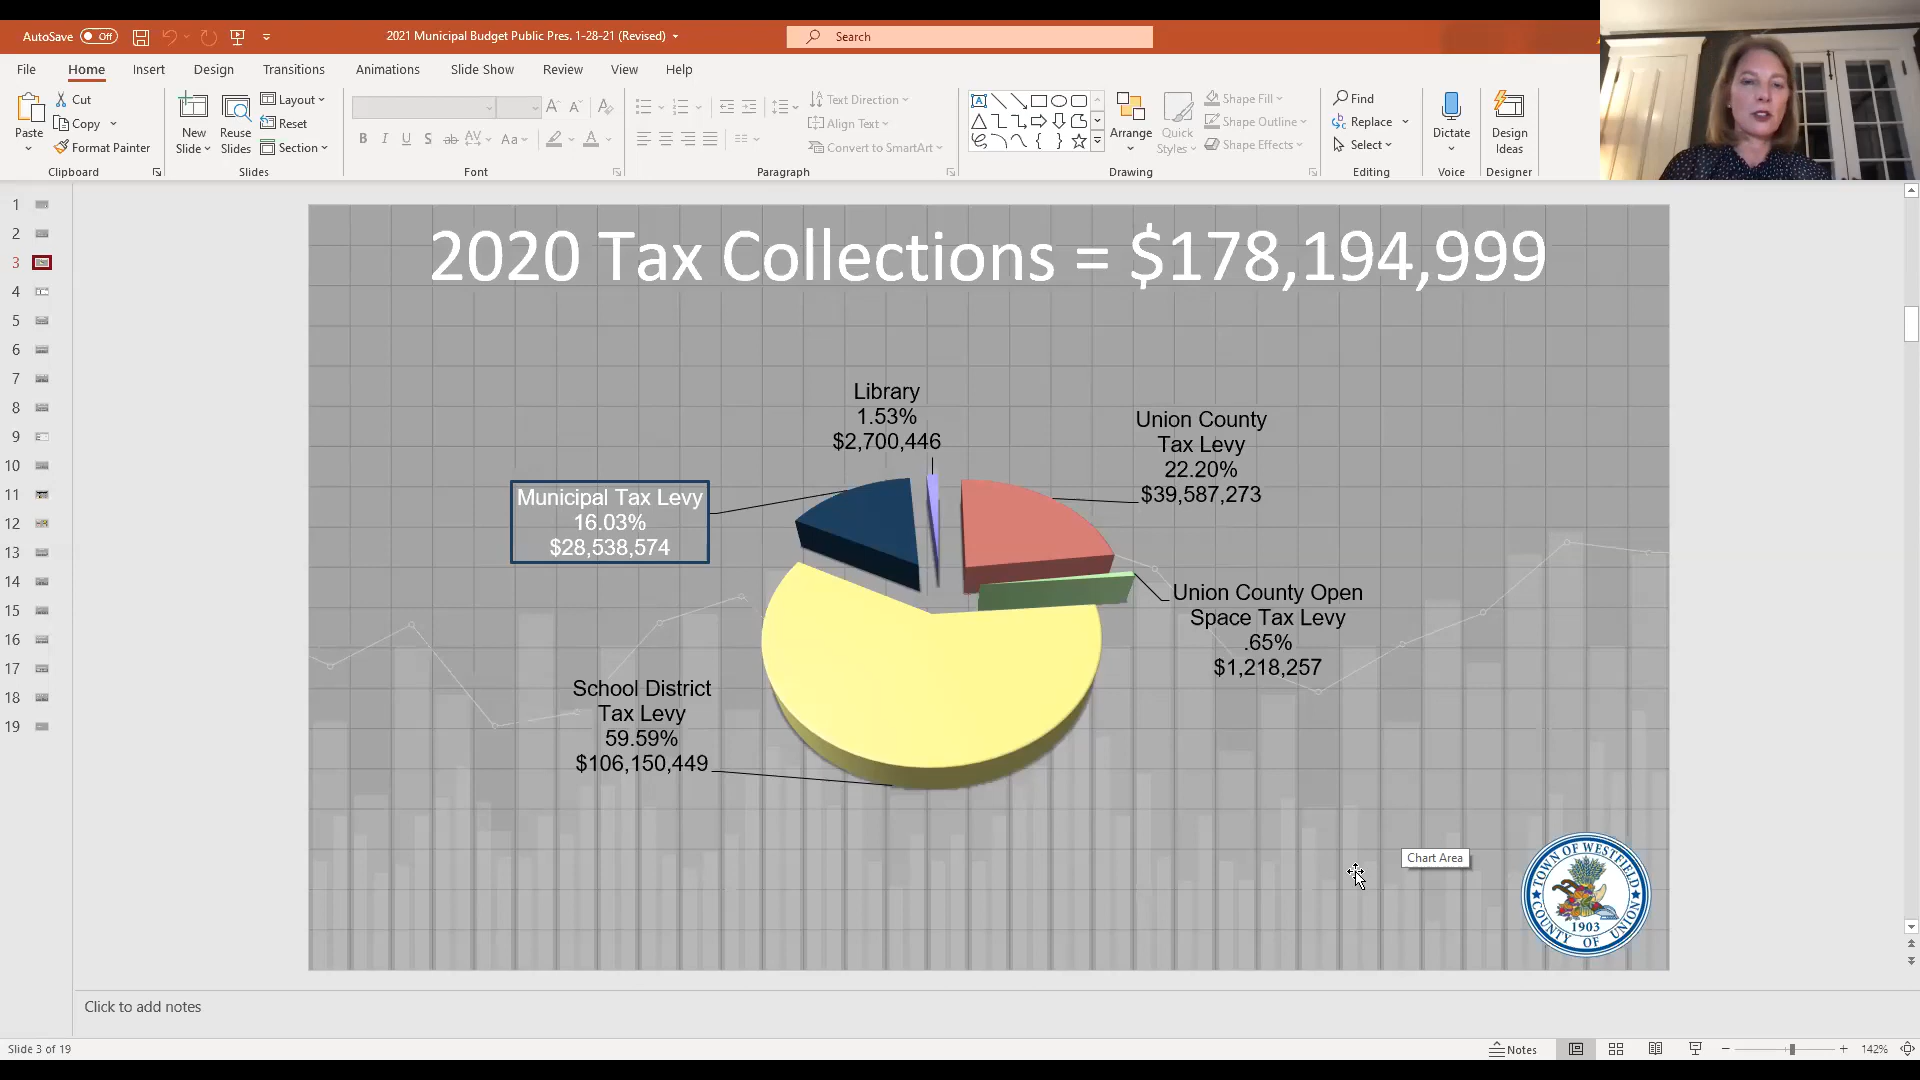 AutoSave Off
2021 Municipal Budget Public Pres. 1-28-21 (Revised)
Search
File Home Insert Design Transitions Animations Slide Show Review View Help
Paste
Cut
Copy
Format Painter
Clipboard
New Slide
Reuse Slides
Layout
Reset
Section
Slides
B I U S ab AV Aa A
Font
Text Direction
Align Text
Convert to SmartArt
Paragraph
Arrange
Quick Styles
Shape Fill
Shape Outline
Shape Effects
Drawing
Find
Replace
Select
Editing
Dictate
Voice
Design Ideas
Designer
1
2
3
4
5
6
7
8
9
10
11
12
13
14
15
16
17
18
19
2020 Tax Collections = $178,194,999
Library
1.53%
$2,700,446
Union County
Tax Levy
22.20%
$39,587,273
Municipal Tax Levy
16.03%
$28,538,574
Union County Open
Space Tax Levy
.65%
$1,218,257
School District
Tax Levy
59.59%
$106,150,449
Chart Area
TOWN OF WESTFIELD
1903
COUNTY OF UNION
Click to add notes
Slide 3 of 19
Notes
142%